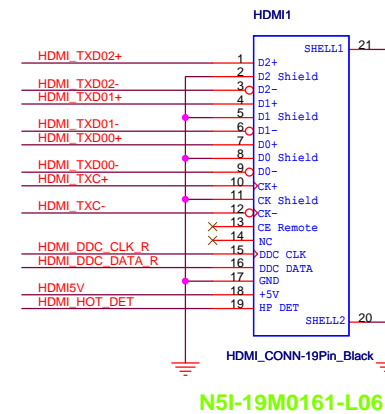 HDMI1
SHELL1 21
HDMI_TXD02+ 1 D2+
2 D2 Shield
HDMI_TXD02- 3 D2-
HDMI_TXD01+ 4 D1+
5 D1 Shield
HDMI_TXD01- 6 D1-
HDMI_TXD00+ 7 D0+
8 D0 Shield
HDMI_TXD00- 9 D0-
HDMI_TXC+ 10 CK+
11 CK Shield
HDMI_TXC- 12 CK-
13 CE Remote
14 NC
HDMI_DDC_CLK_R 15 DDC CLK
HDMI_DDC_DATA_R 16 DDC DATA
17 GND
HDMI5V 18 +5V
HDMI_HOT_DET 19 HP DET
SHELL2 20
HDMI_CONN-19Pin_Black
N5I-19M0161-L06